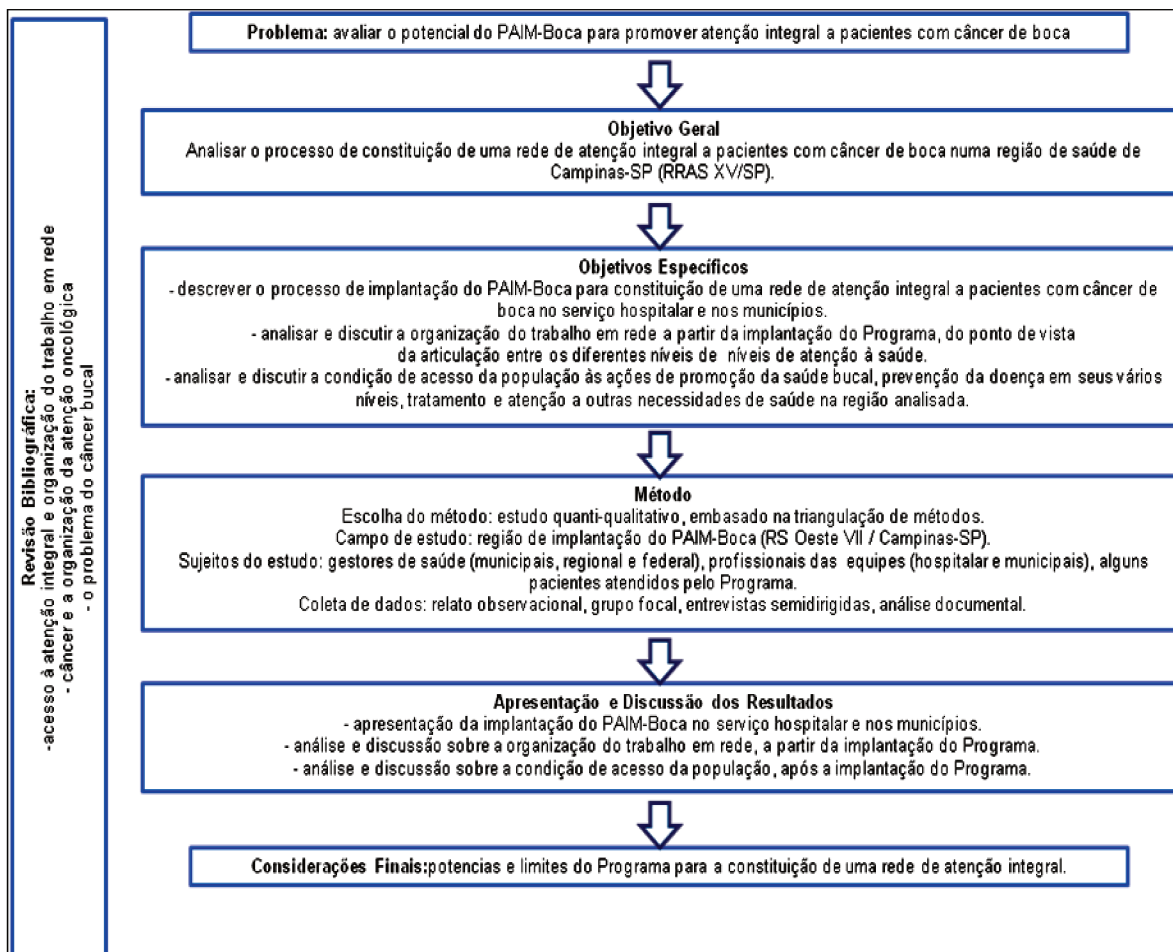 Revisão Bibliográfica:
-acesso à atenção integral e organização do trabalho em rede
- câncer e a organização da atenção oncológica
- o problema do câncer bucal
Problema: avaliar o potencial do PAIM-Boca para promover atenção integral a pacientes com câncer de boca
Objetivo Geral
Analisar o processo de constituição de uma rede de atenção integral a pacientes com câncer de boca numa região de saúde de
Campinas-SP (RRAS XV/SP).
Objetivos Específicos
- descrever o processo de implantação do PAIM-Boca para constituição de uma rede de atenção integral a pacientes com câncer de
boca no serviço hospitalar e nos municípios.
- analisar e discutir a organização do trabalho em rede a partir da implantação do Programa, do ponto de vista
da articulação entre os diferentes níveis de níveis de atenção à saúde.
- analisar e discutir a condição de acesso da população às ações de promoção da saúde bucal, prevenção da doença em seus vários
níveis, tratamento e atenção a outras necessidades de saúde na região analisada.
Método
Escolha do método: estudo quanti-qualitativo, embasado na triangulação de métodos.
Campo de estudo: região de implantação do PAIM-Boca (RS Oeste VII / Campinas-SP).
Sujeitos do estudo: gestores de saúde (municipais, regional e federal), profissionais das equipes (hospitalar e municipais), alguns
pacientes atendidos pelo Programa.
Coleta de dados: relato observacional, grupo focal, entrevistas semidirigidas, análise documental.
Apresentação e Discussão dos Resultados
- apresentação da implantação do PAIM-Boca no serviço hospitalar e nos municípios.
- análise e discussão sobre a organização do trabalho em rede, a partir da implantação do Programa.
- análise e discussão sobre a condição de acesso da população, após a implantação do Programa.
Considerações Finais:potencias e limites do Programa para a constituição de uma rede de atenção integral.